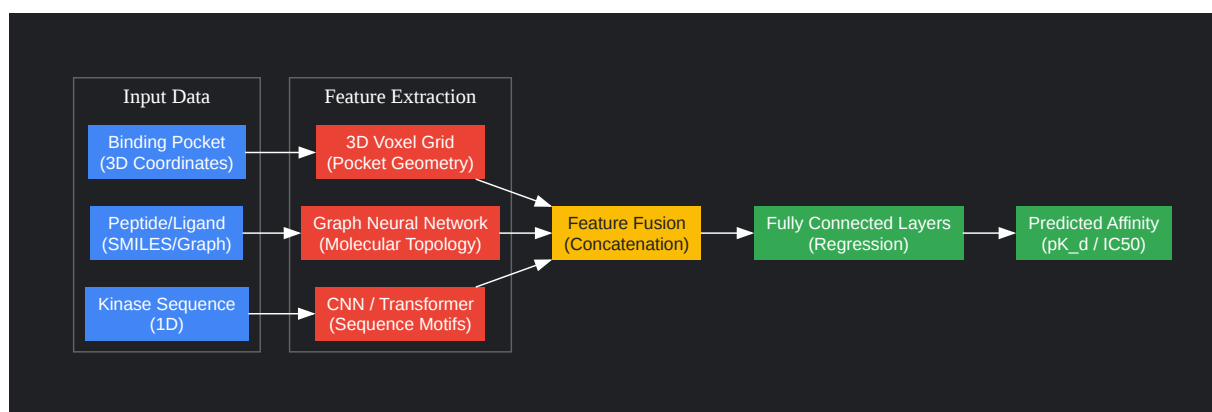 Input Data
Feature Extraction
Binding Pocket
(3D Coordinates)
3D Voxel Grid
(Pocket Geometry)
Peptide/Ligand
(SMILES/Graph)
Graph Neural Network
(Molecular Topology)
Feature Fusion
(Concatenation)
Fully Connected Layers
(Regression)
Predicted Affinity
(pK_d / IC50)
Kinase Sequence
(1D)
CNN / Transformer
(Sequence Motifs)